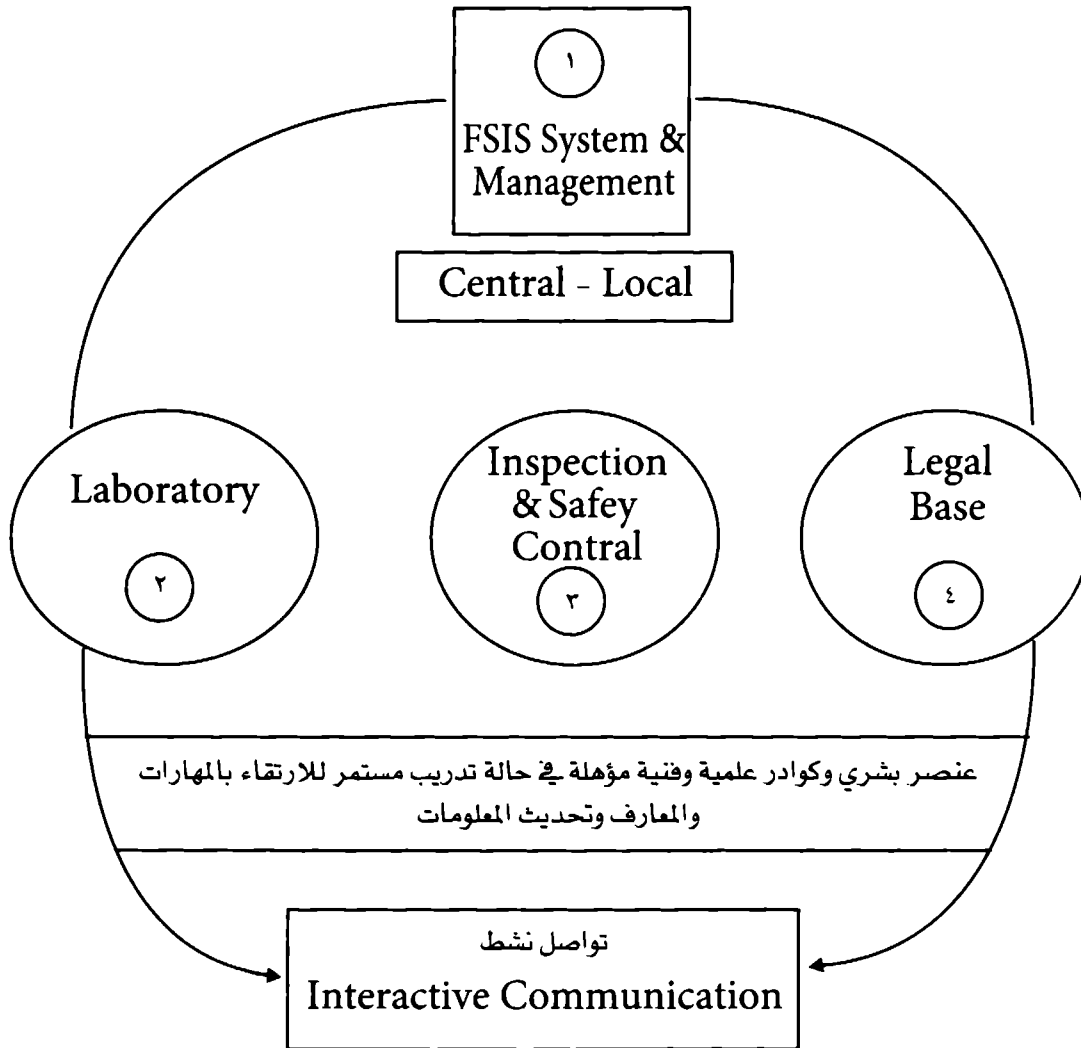 ١
FSIS System &
Management
Central - Local
Laboratory
٢
Inspection
& Safey
Contral
٣
Legal
Base
٤
عنصر بشري وكوادر علمية وفنية مؤهلة في حالة تدريب مستمر للارتقاء بالمهارات
والمعارف وتحديث المعلومات
تواصل نشط
Interactive Communication